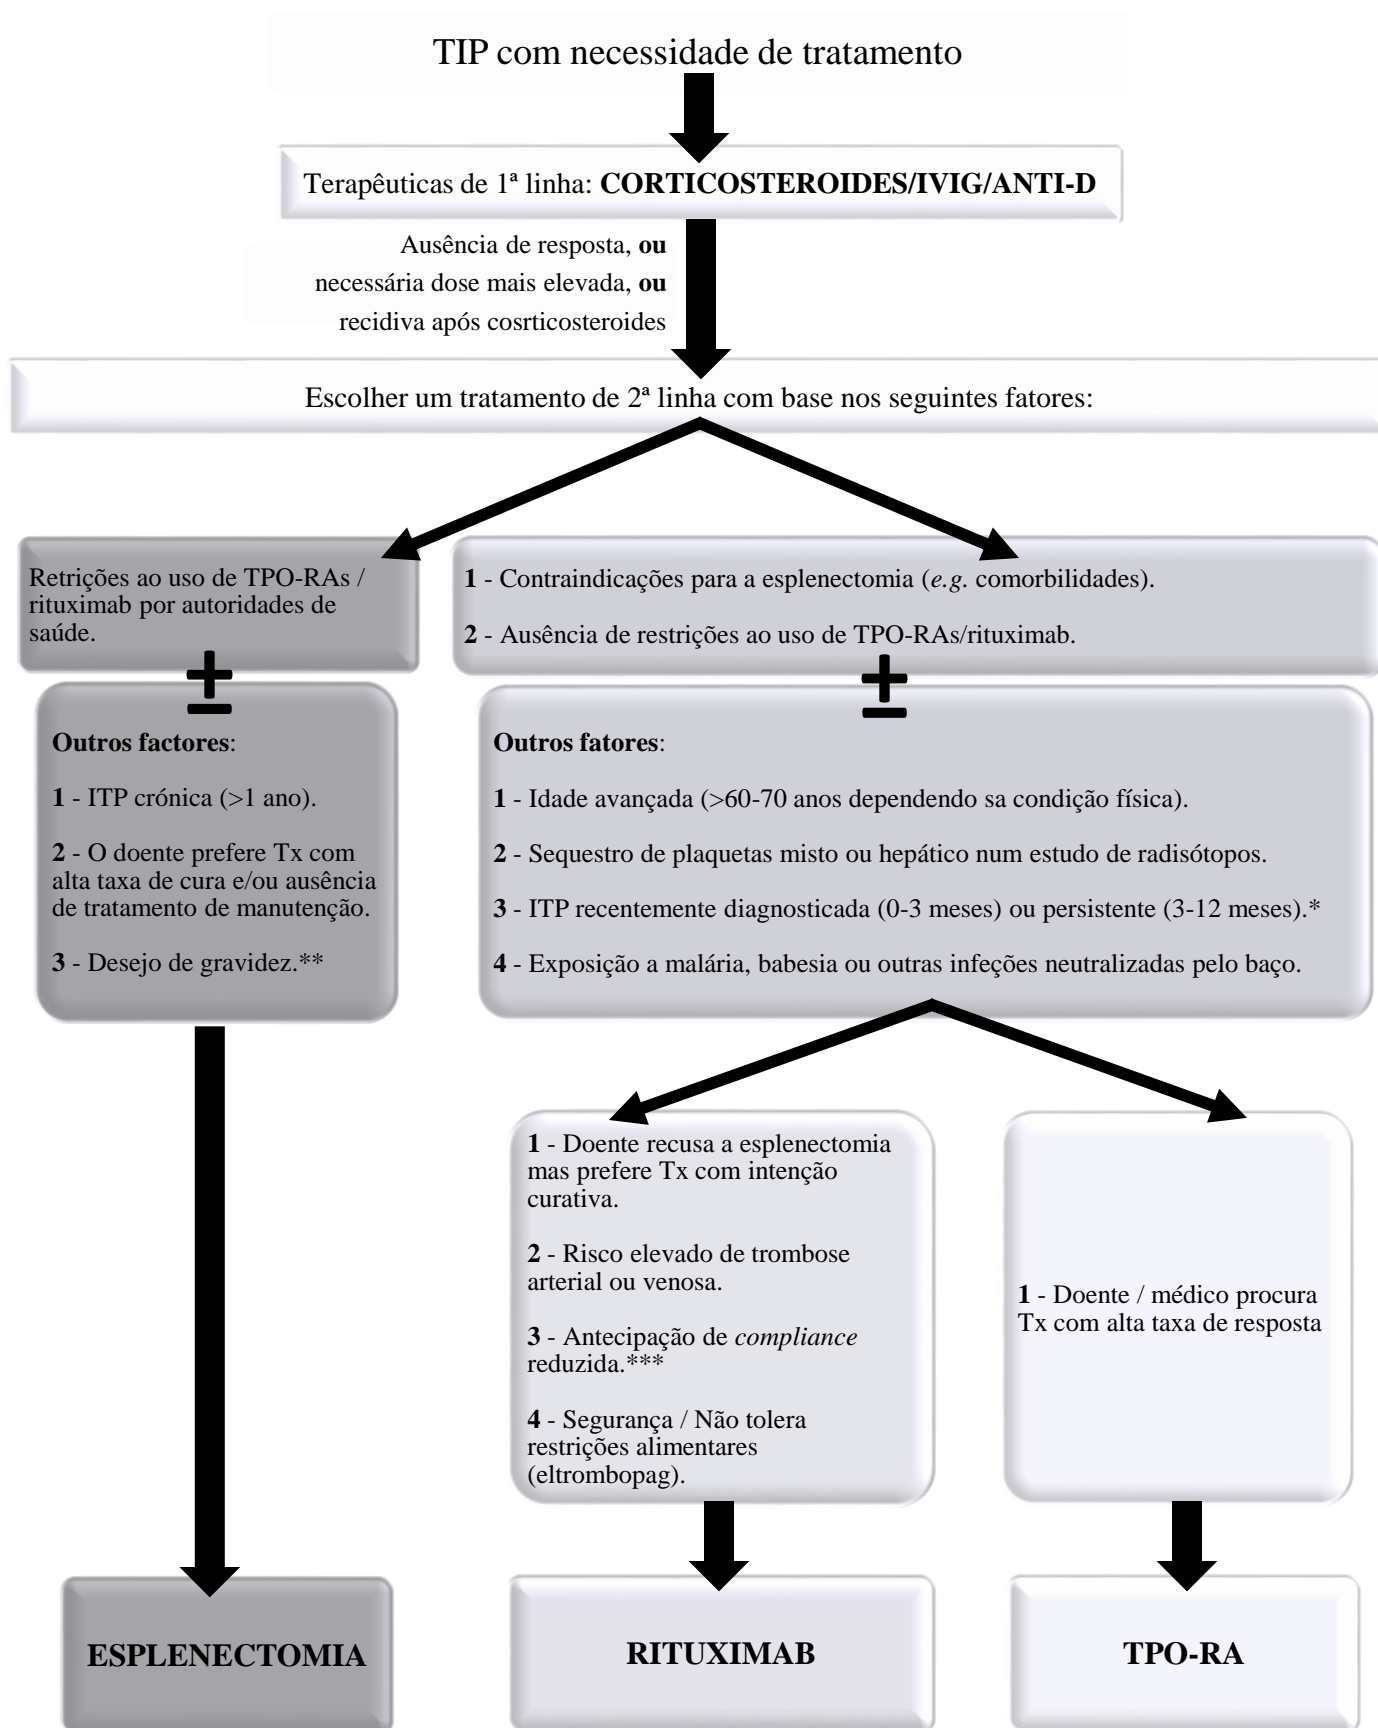 TIP com necessidade de tratamento
Terapêuticas de 1ª linha: CORTICOSTEROIDES/IVIG/ANTI-D
Ausência de resposta, ou
necessária dose mais elevada, ou
recidiva após cosrticosteroides
Escolher um tratamento de 2ª linha com base nos seguintes fatores:
Retrições ao uso de TPO-RAs /
rituximab por autoridades de
saúde.
±
Outros factores:
1 - ITP crónica (>1 ano).
2 - O doente prefere Tx com
alta taxa de cura e/ou ausência
de tratamento de manutenção.
3 - Desejo de gravidez.**
1 - Contraindicações para a esplenectomia (e.g. comorbilidades).
2 - Ausência de restrições ao uso de TPO-RAs/rituximab.
±
Outros fatores:
1 - Idade avançada (>60-70 anos dependendo sa condição física).
2 - Sequestro de plaquetas misto ou hepático num estudo de radisótopos.
3 - ITP recentemente diagnosticada (0-3 meses) ou persistente (3-12 meses).*
4 - Exposição a malária, babesia ou outras infeções neutralizadas pelo baço.
1 - Doente recusa a esplenectomia
mas prefere Tx com intenção
curativa.
2 - Risco elevado de trombose
arterial ou venosa.
3 - Antecipação de compliance
reduzida.***
4 - Segurança / Não tolera
restrições alimentares
(eltrombopag).
1 - Doente / médico procura
Tx com alta taxa de resposta
ESPLENECTOMIA
RITUXIMAB
TPO-RA